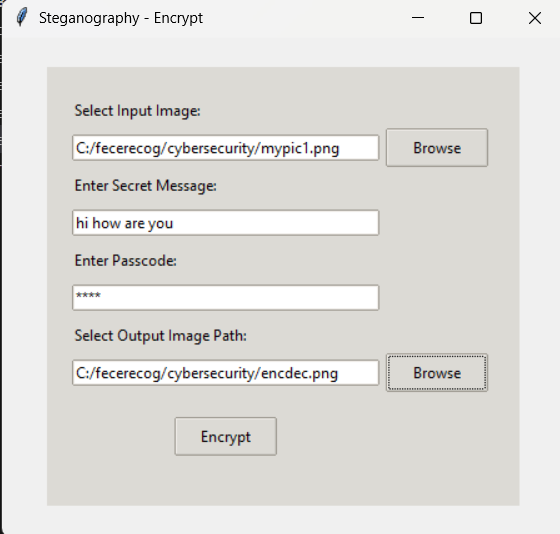 Steganography - Encrypt
Select Input Image:
C:/fecerecog/cybersecurity/mypic1.png Browse
Enter Secret Message:
hi how are you
Enter Passcode:
****
Select Output Image Path:
C:/fecerecog/cybersecurity/encdec.png Browse
Encrypt